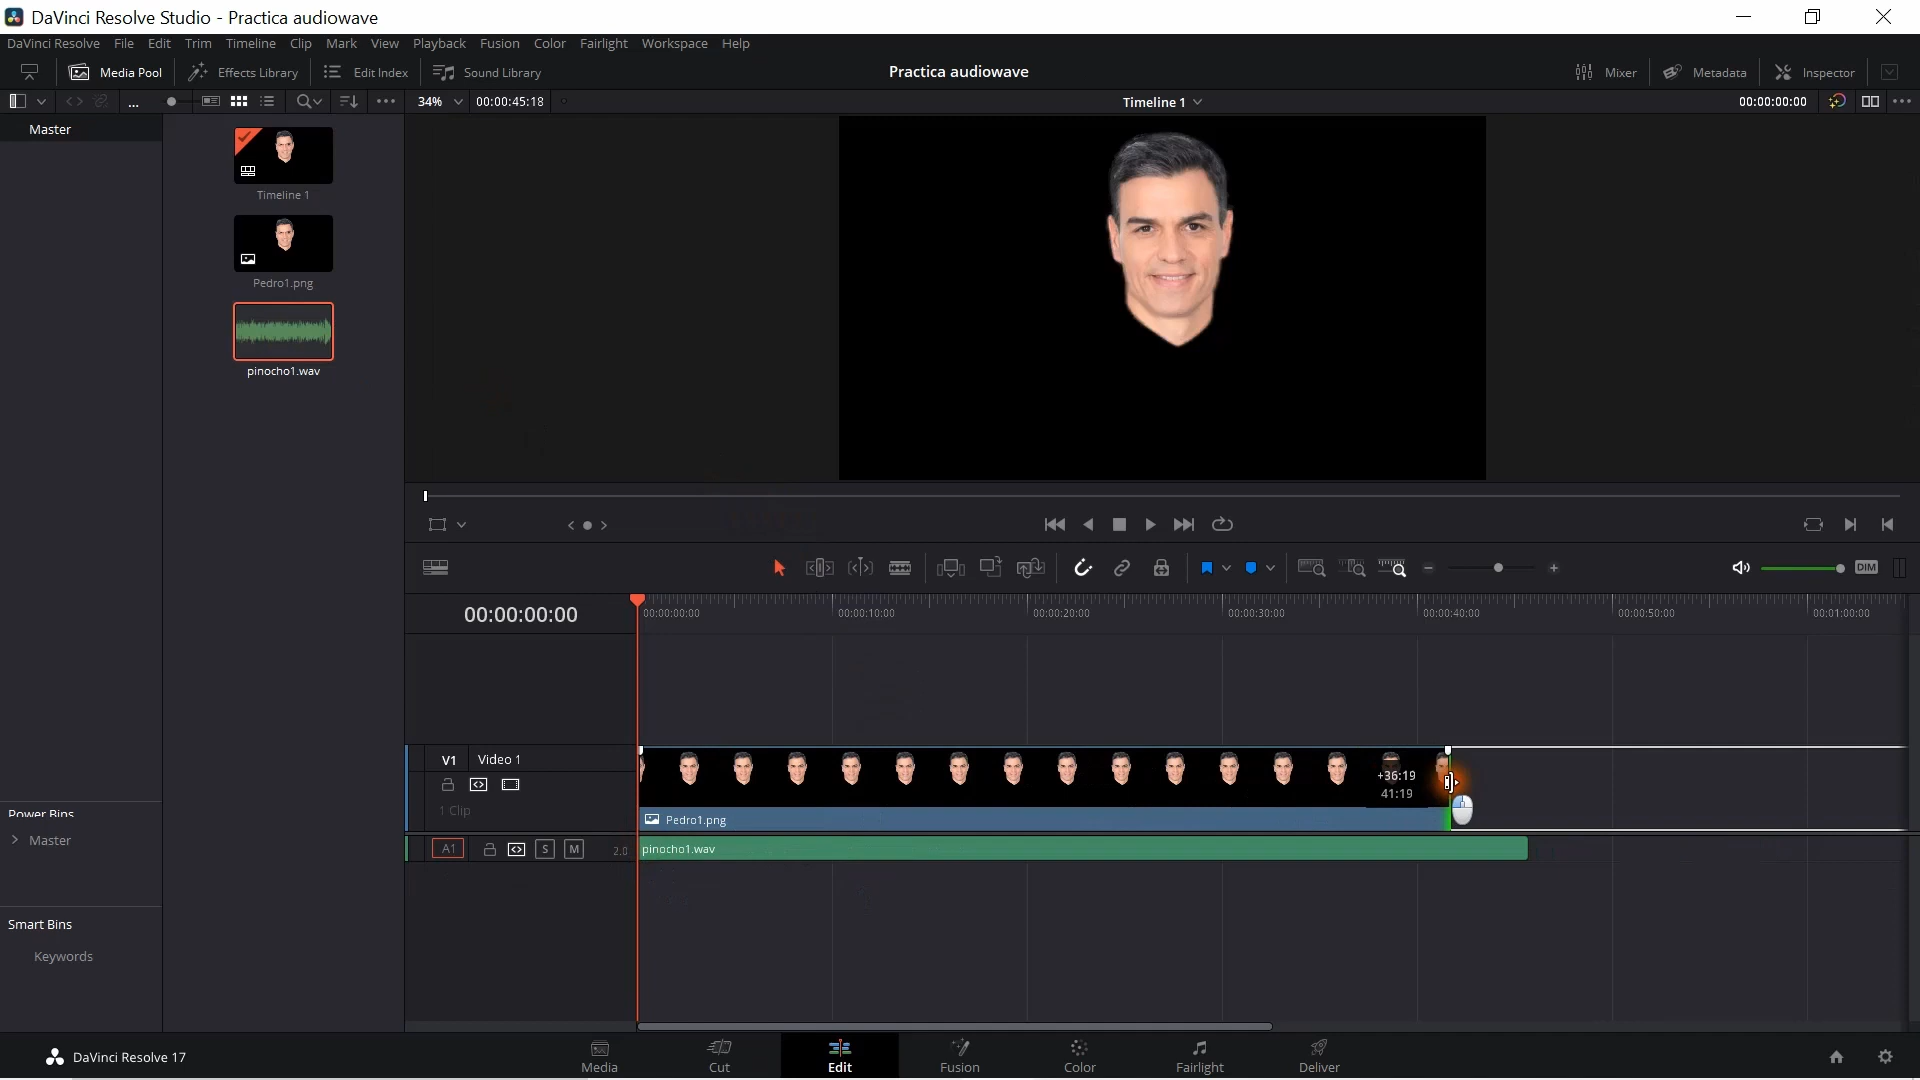 DaVinci Resolve Studio - Practica audiowave
DaVinci Resolve File Edit Trim Timeline Clip Mark View Playback Fusion Color Fairlight Workspace Help
Media Pool Effects Library Edit Index Sound Library Practica audiowave Mixer Metadata Inspector
... 34% 00:00:45:18 Timeline 1 00:00:00:00
Master
Timeline 1
Pedro1.png
pinocho1.wav
DIM
00:00:00:00
00:00:00:00 00:00:10:00 00:00:20:00 00:00:30:00 00:00:40:00 00:00:50:00 00:01:00:00
V1 Video 1
+36:19
41:19
1 Clip
Pedro1.png
A1 S M 2.0 pinocho1.wav
Power Bins
Master
Smart Bins
Keywords
DaVinci Resolve 17
Media Cut Edit Fusion Color Fairlight Deliver